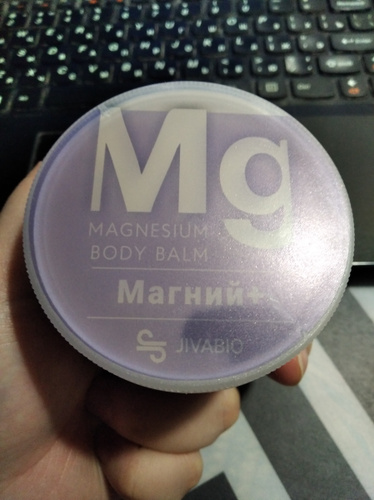 Mg
MAGNESIUM
BODY BALM
Магний+
JIVABIO